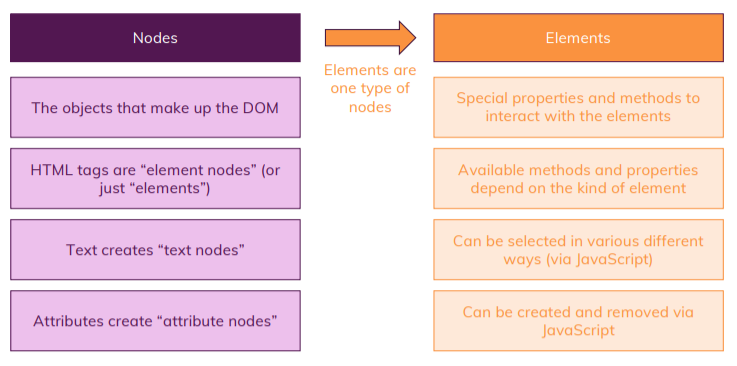 Nodes
Elements are
one type of
nodes
Elements
The objects that make up the DOM
Special properties and methods to
interact with the elements
HTML tags are “element nodes” (or
just “elements”)
Available methods and properties
depend on the kind of element
Text creates “text nodes”
Can be selected in various different
ways (via JavaScript)
Attributes create “attribute nodes”
Can be created and removed via
JavaScript